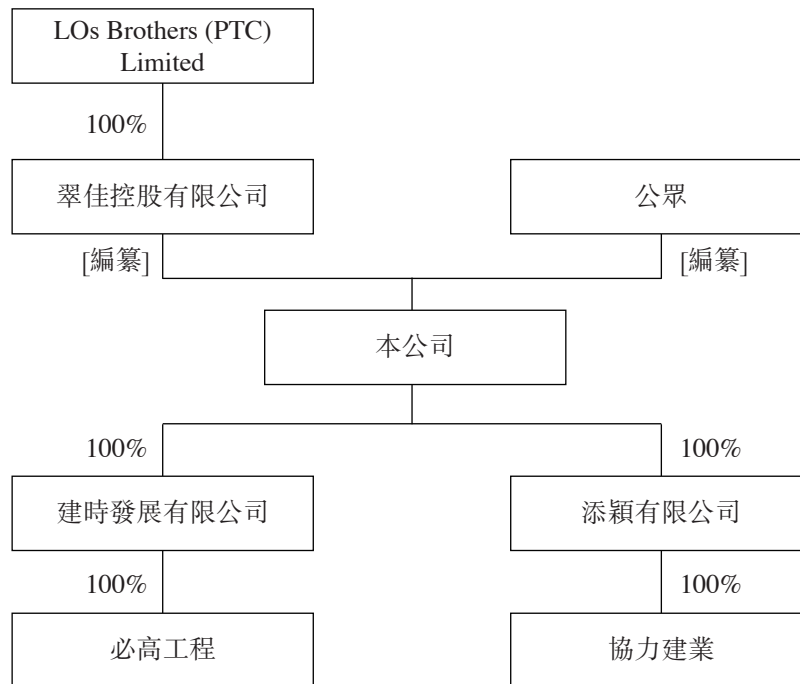 LOs Brothers (PTC)
Limited
100%
翠佳控股有限公司
公眾
[編纂]
[編纂]
本公司
100%
100%
建時發展有限公司
添穎有限公司
100%
100%
必高工程
協力建業